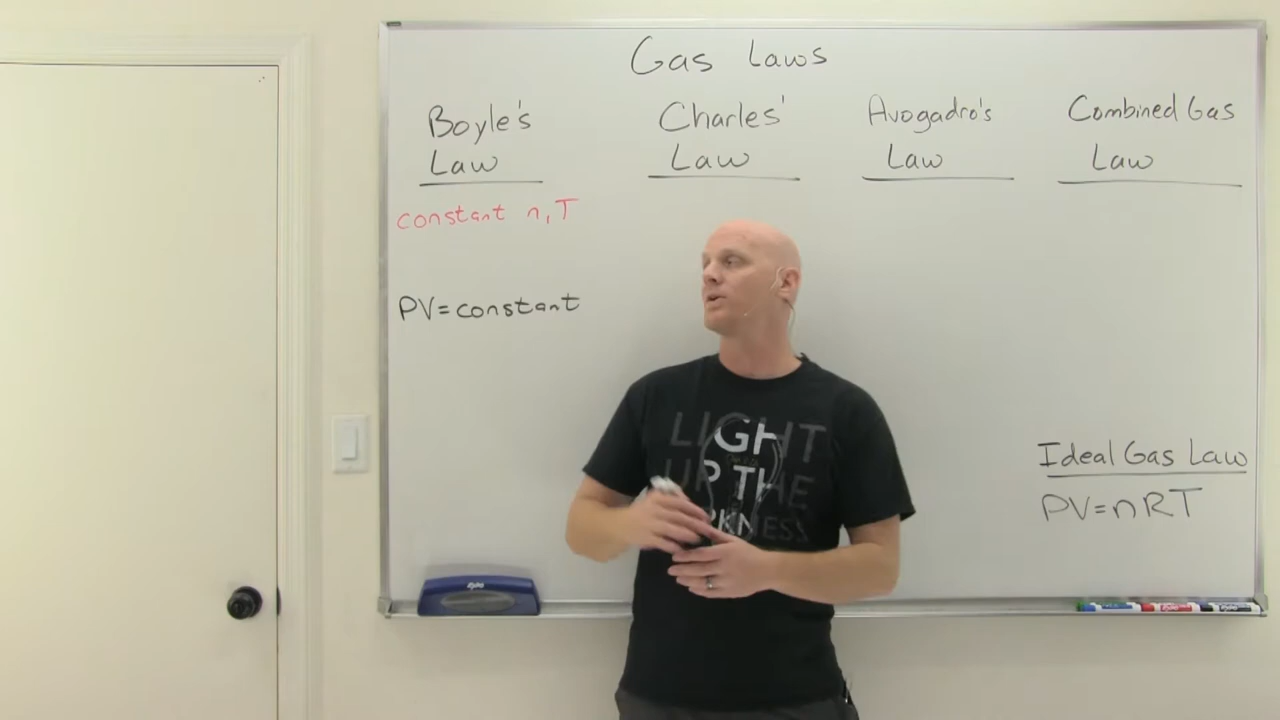 Gas Laws
Boyle's
Law
Charles'
Law
Avogadro's
Law
Combined Gas
Law
constant n,T
PV=constant
Ideal Gas Law
PV=nRT
LIGHT
UP THE
RKNESS